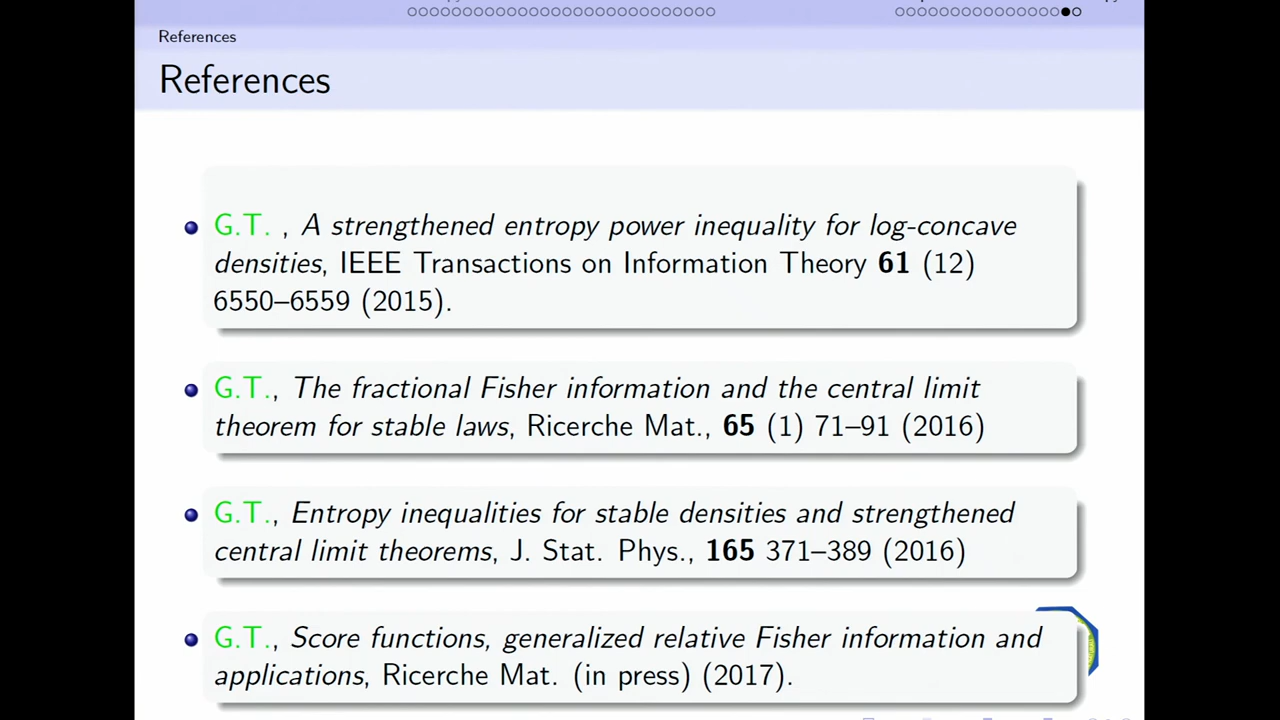 References
References
G.T. , A strengthened entropy power inequality for log-concave
densities, IEEE Transactions on Information Theory 61 (12)
6550–6559 (2015).
G.T., The fractional Fisher information and the central limit
theorem for stable laws, Ricerche Mat., 65 (1) 71–91 (2016)
G.T., Entropy inequalities for stable densities and strengthened
central limit theorems, J. Stat. Phys., 165 371–389 (2016)
G.T., Score functions, generalized relative Fisher information and
applications, Ricerche Mat. (in press) (2017).